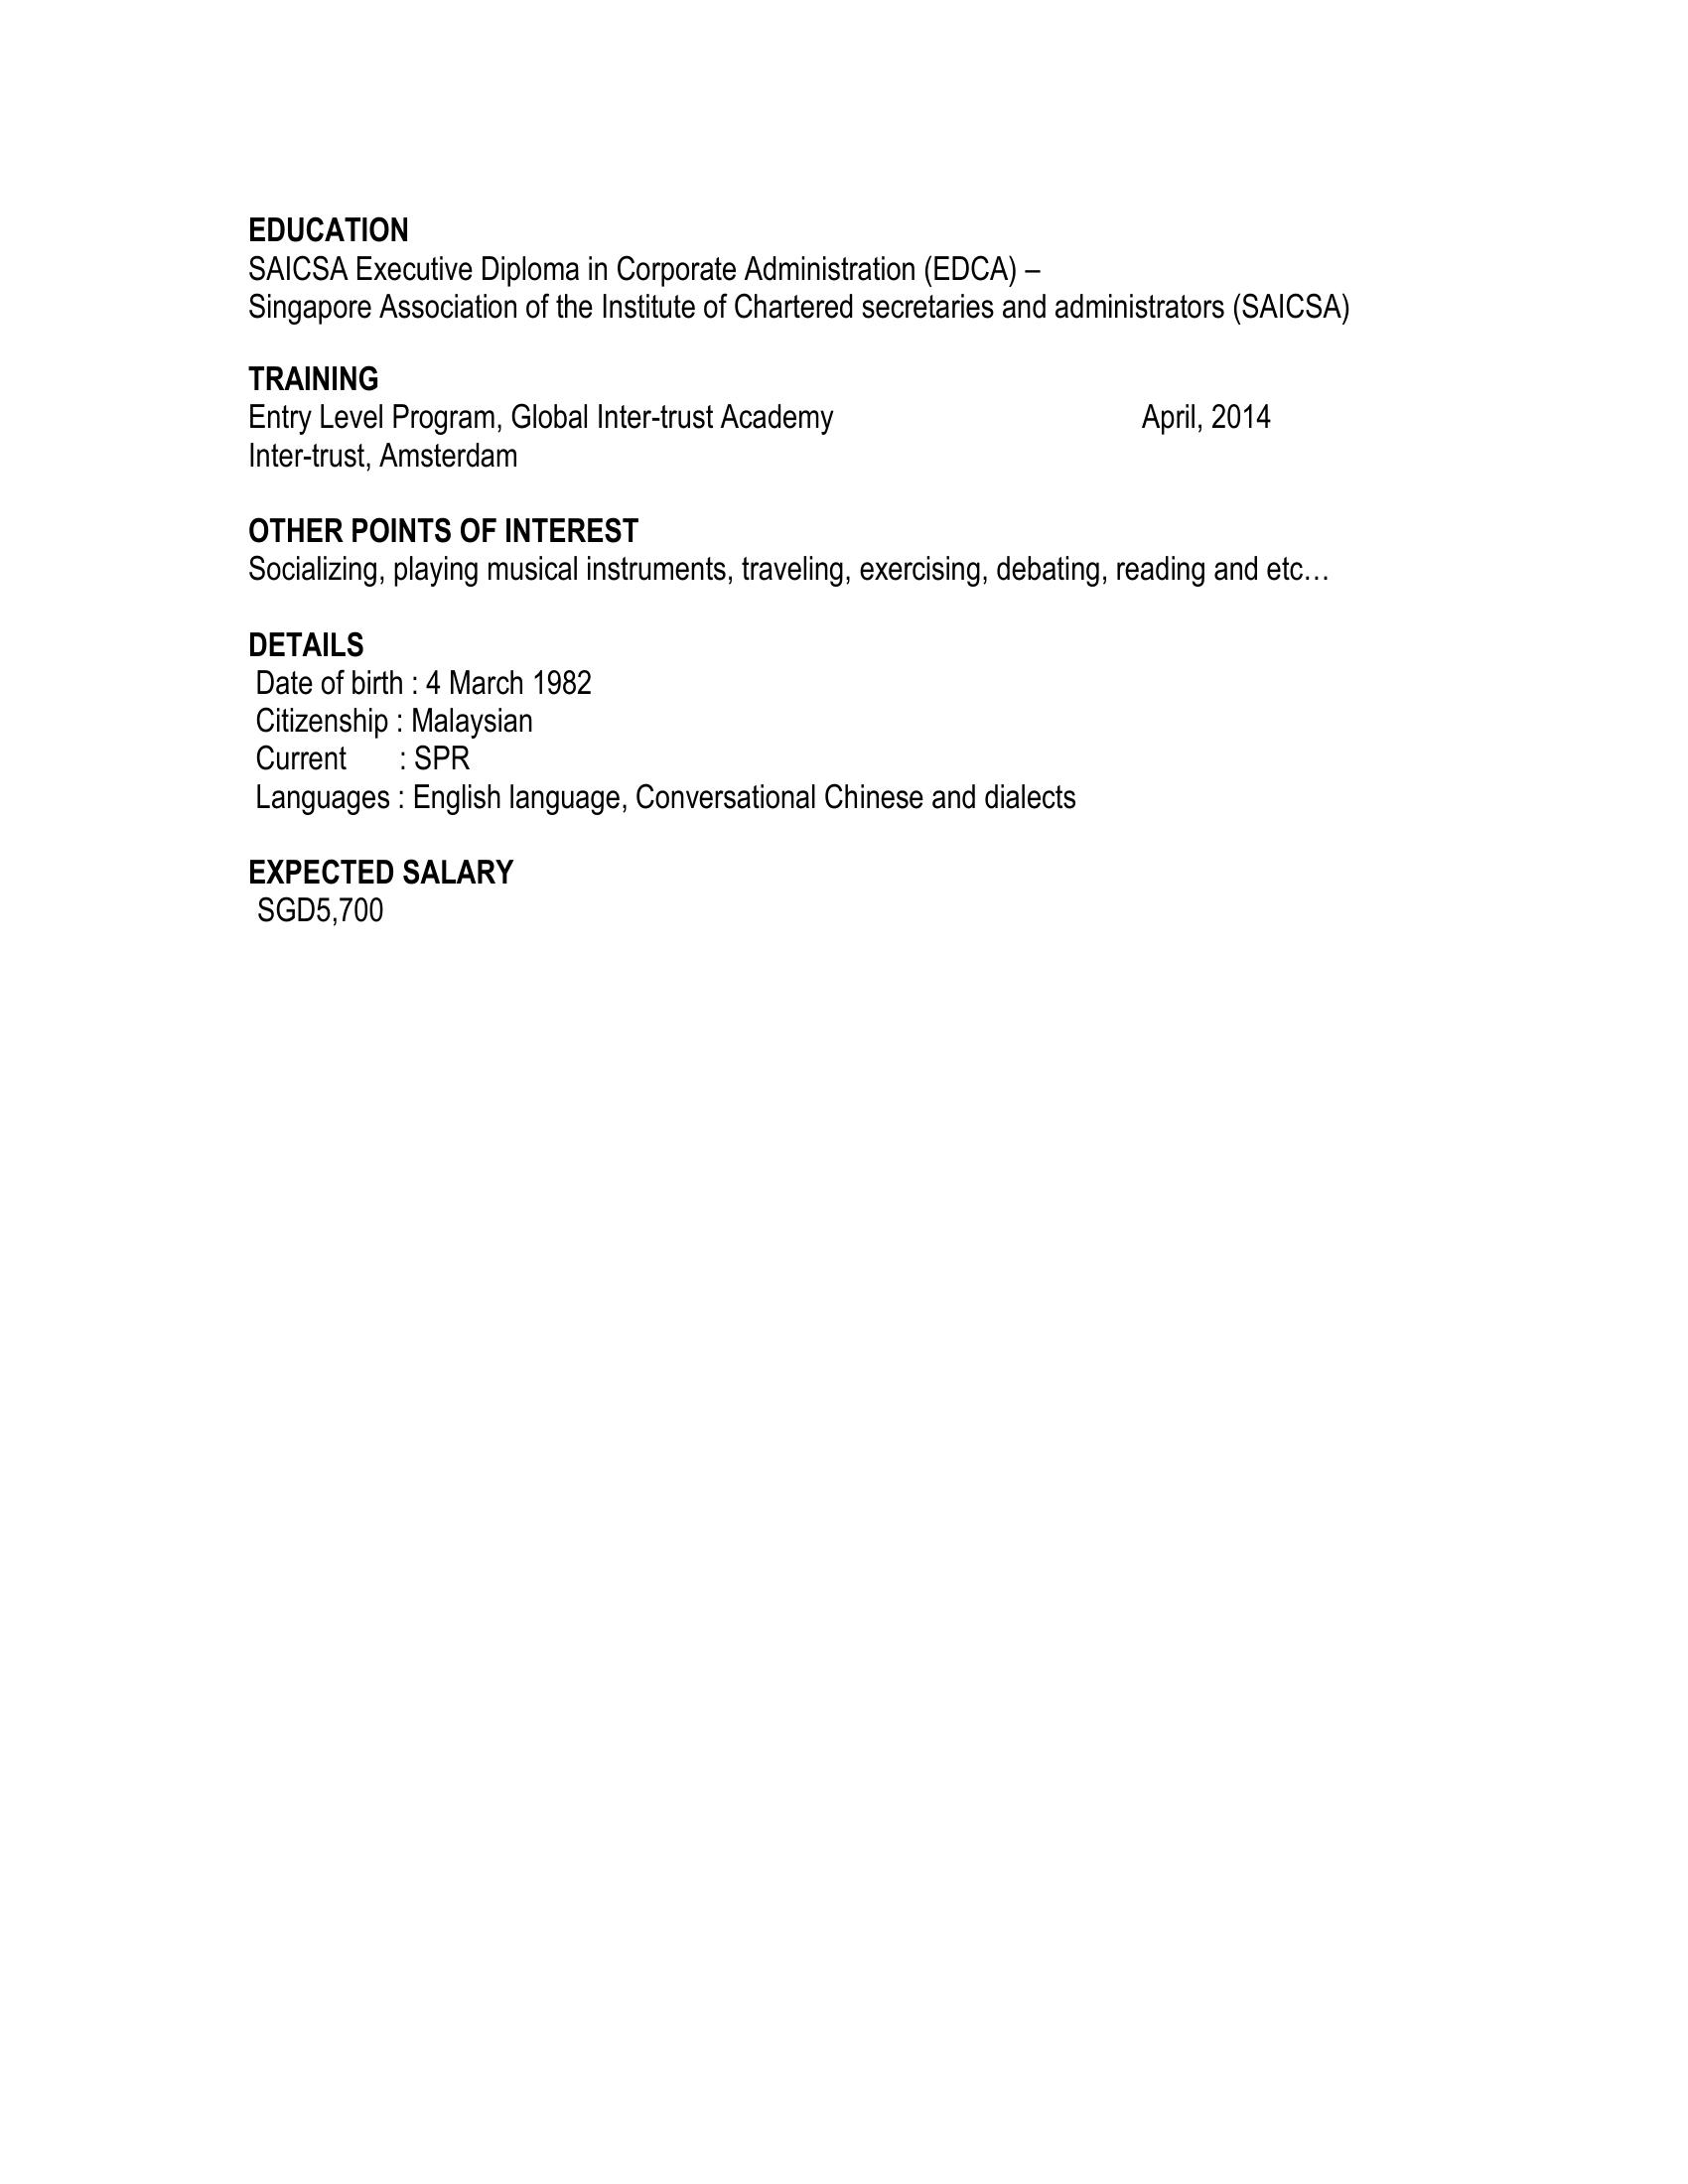 EDUCATION
SAICSA Executive Diploma in Corporate Administration (EDCA) –
Singapore Association of the Institute of Chartered secretaries and administrators (SAICSA)
TRAINING
Entry Level Program, Global Inter-trust Academy April, 2014
Inter-trust, Amsterdam
OTHER POINTS OF INTEREST
Socializing, playing musical instruments, traveling, exercising, debating, reading and etc…
DETAILS
Date of birth : 4 March 1982
Citizenship : Malaysian
Current : SPR
Languages : English language, Conversational Chinese and dialects
EXPECTED SALARY
SGD5,700